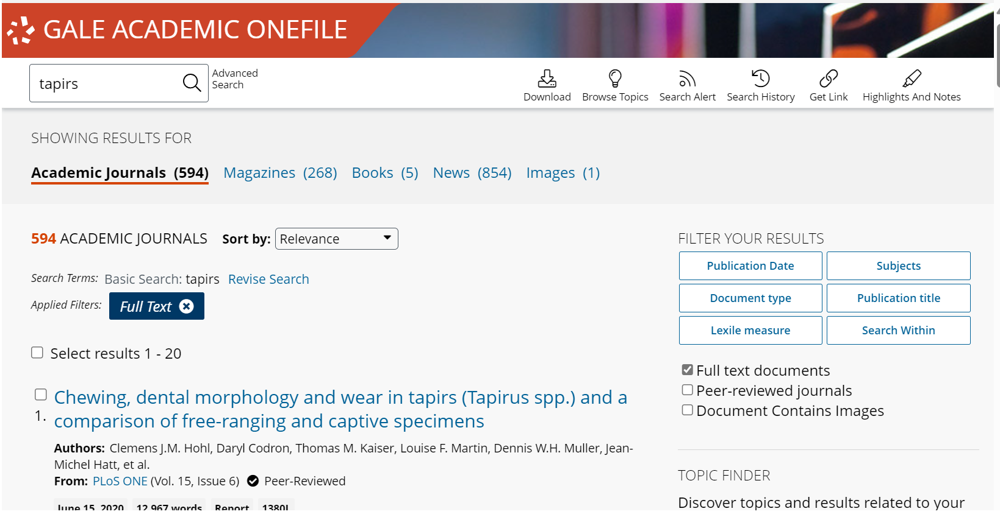 GALE ACADEMIC ONEFILE
tapirs
Advanced
Search
Download
Browse Topics
Search Alert
Search History
Get Link
Highlights And Notes
SHOWING RESULTS FOR
Academic Journals (594) Magazines (268) Books (5) News (854) Images (1)
594 ACADEMIC JOURNALS Sort by: Relevance
Search Terms: Basic Search: tapirs Revise Search
Applied Filters: Full Text
Select results 1 - 20
1.
Chewing, dental morphology and wear in tapirs (Tapirus spp.) and a
comparison of free-ranging and captive specimens
Authors: Clemens J.M. Hohl, Daryl Codron, Thomas M. Kaiser, Louise F. Martin, Dennis W.H. Muller, Jean-
Michel Hatt, et al.
From: PLoS ONE (Vol. 15, Issue 6) Peer-Reviewed
June 15, 2020 12,967 words Report 1380L
FILTER YOUR RESULTS
Publication Date Subjects
Document type Publication title
Lexile measure Search Within
Full text documents
Peer-reviewed journals
Document Contains Images
TOPIC FINDER
Discover topics and results related to your